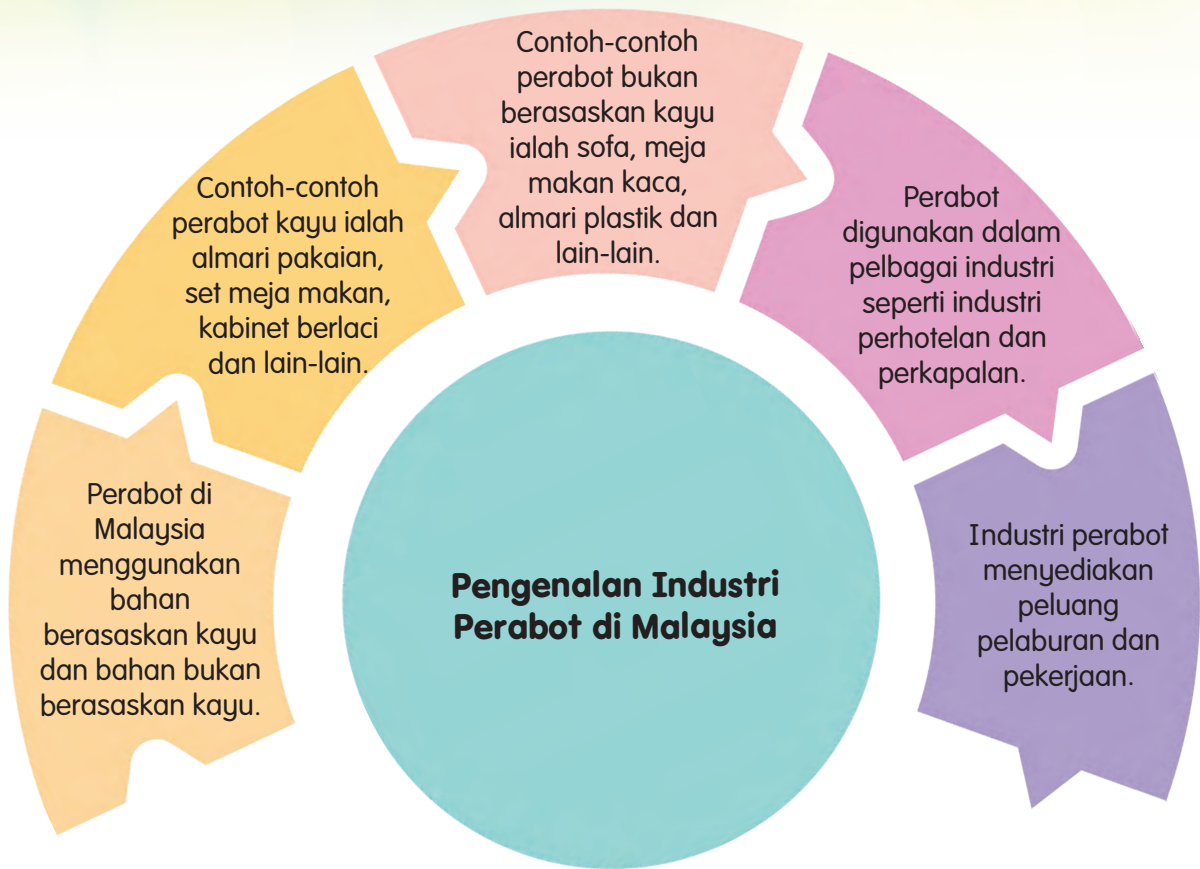 Perabot di
Malaysia
menggunakan
bahan
berasaskan kayu
dan bahan bukan
berasaskan kayu.
Contoh-contoh
perabot kayu ialah
almari pakaian,
set meja makan,
kabinet berlaci
dan lain-lain.
Contoh-contoh
perabot bukan
berasaskan kayu
ialah sofa, meja
makan kaca,
almari plastik dan
lain-lain.
Perabot
digunakan dalam
pelbagai industri
seperti industri
perhotelan dan
perkapalan.
Industri perabot
menyediakan
peluang
pelaburan dan
pekerjaan.
Pengenalan Industri
Perabot di Malaysia